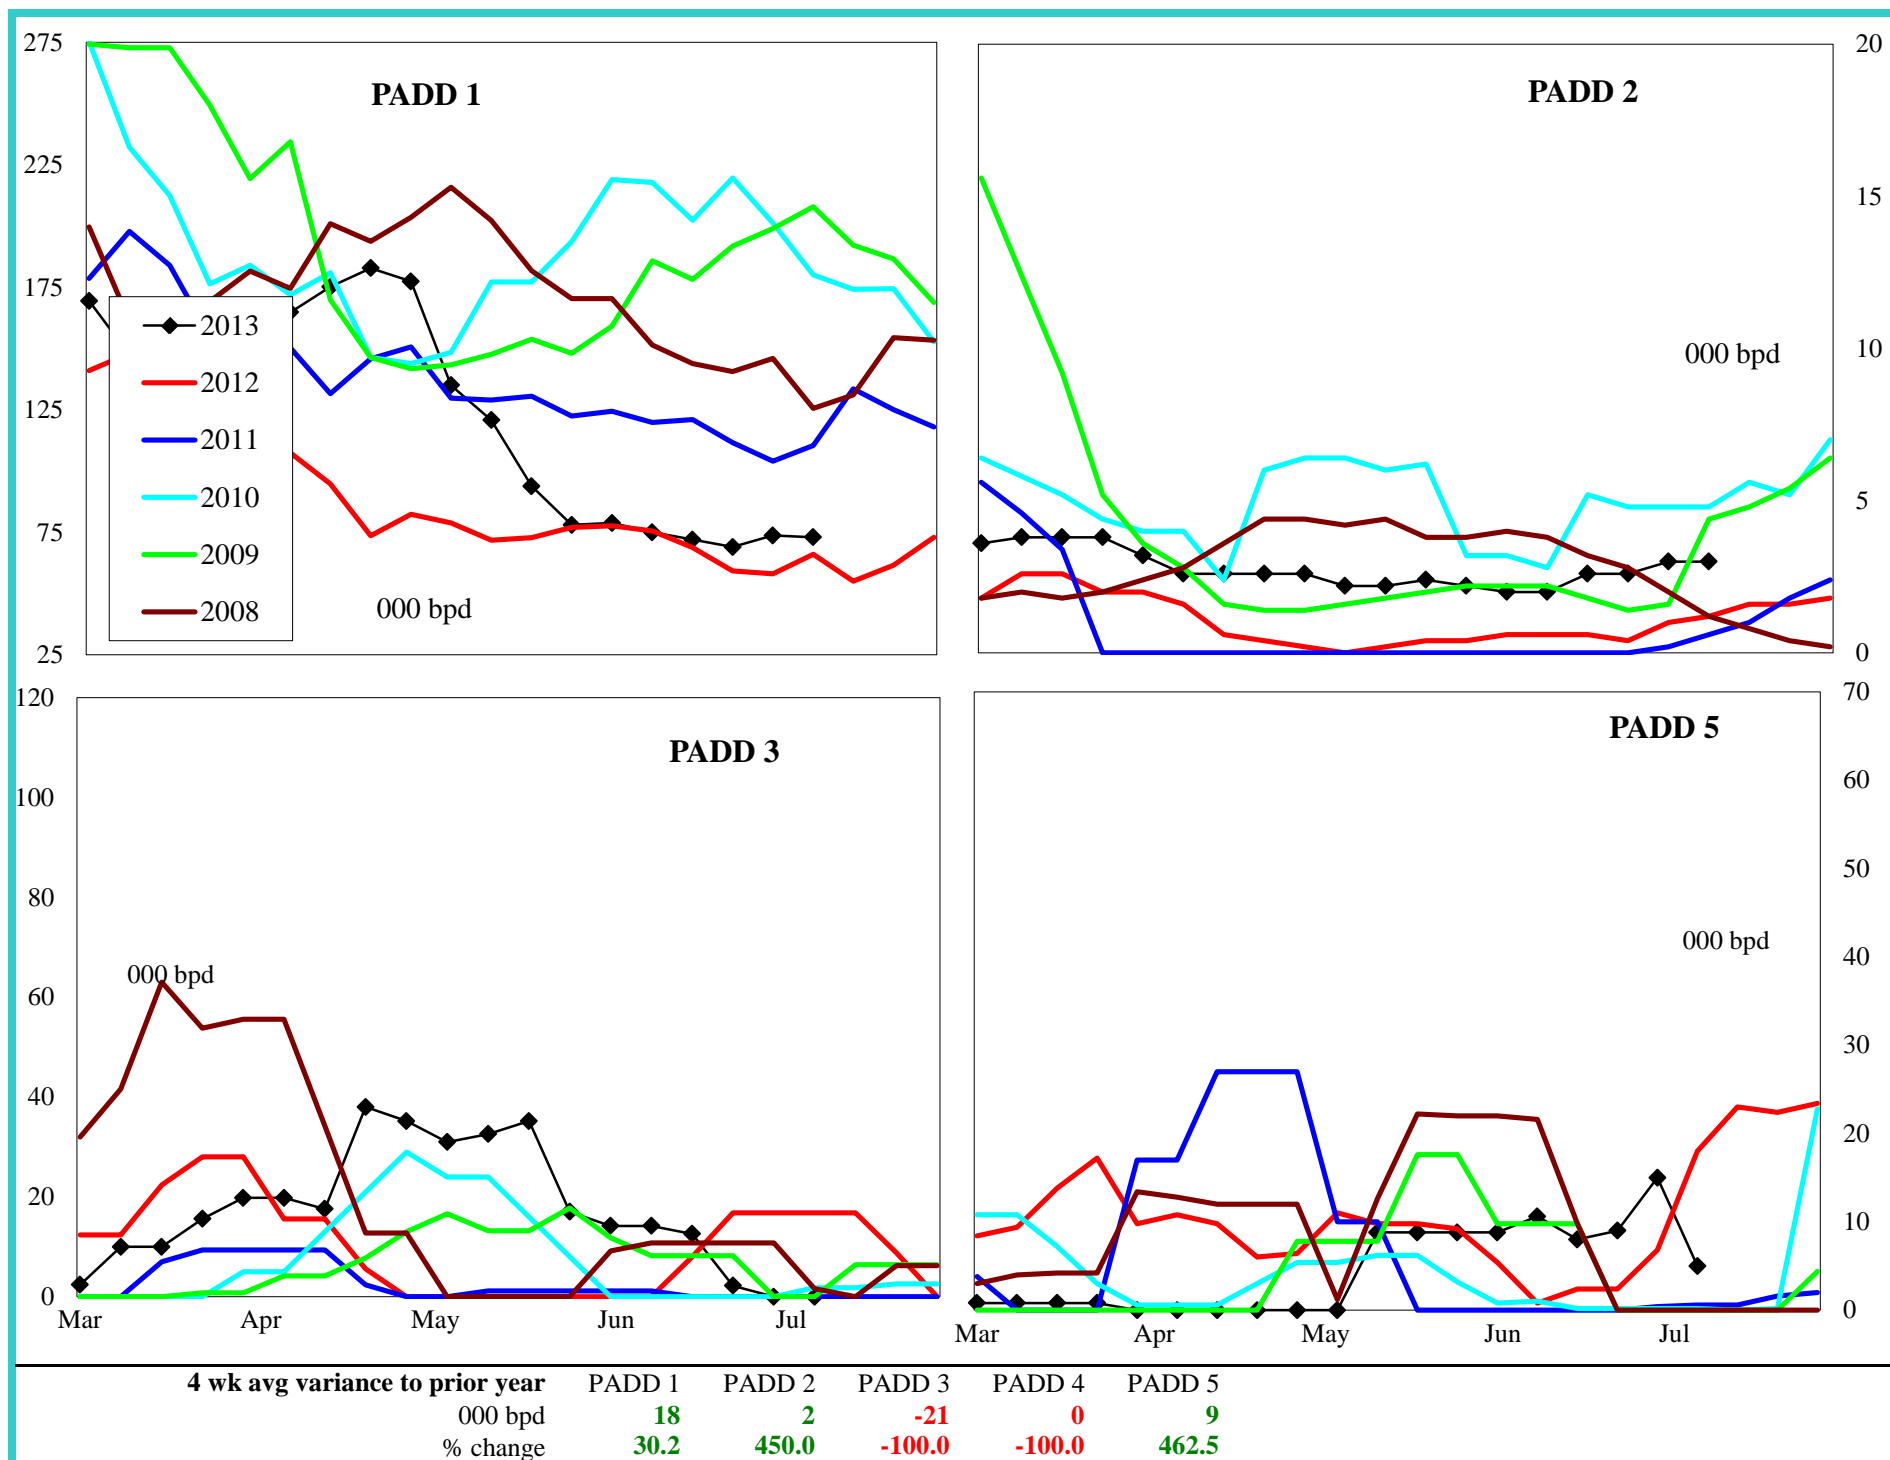 PADD 1
275
225
175
125
75
25
2013
2012
2011
2010
2009
2008
000 bpd
PADD 2
20
15
10
5
0
000 bpd
PADD 3
120
100
80
60
40
20
0
000 bpd
Mar Apr May Jun Jul
PADD 5
70
60
50
40
30
20
10
0
000 bpd
Mar Apr May Jun Jul
4 wk avg variance to prior year PADD 1 PADD 2 PADD 3 PADD 4 PADD 5
000 bpd 18 2 -21 0 9
% change 30.2 450.0 -100.0 -100.0 462.5